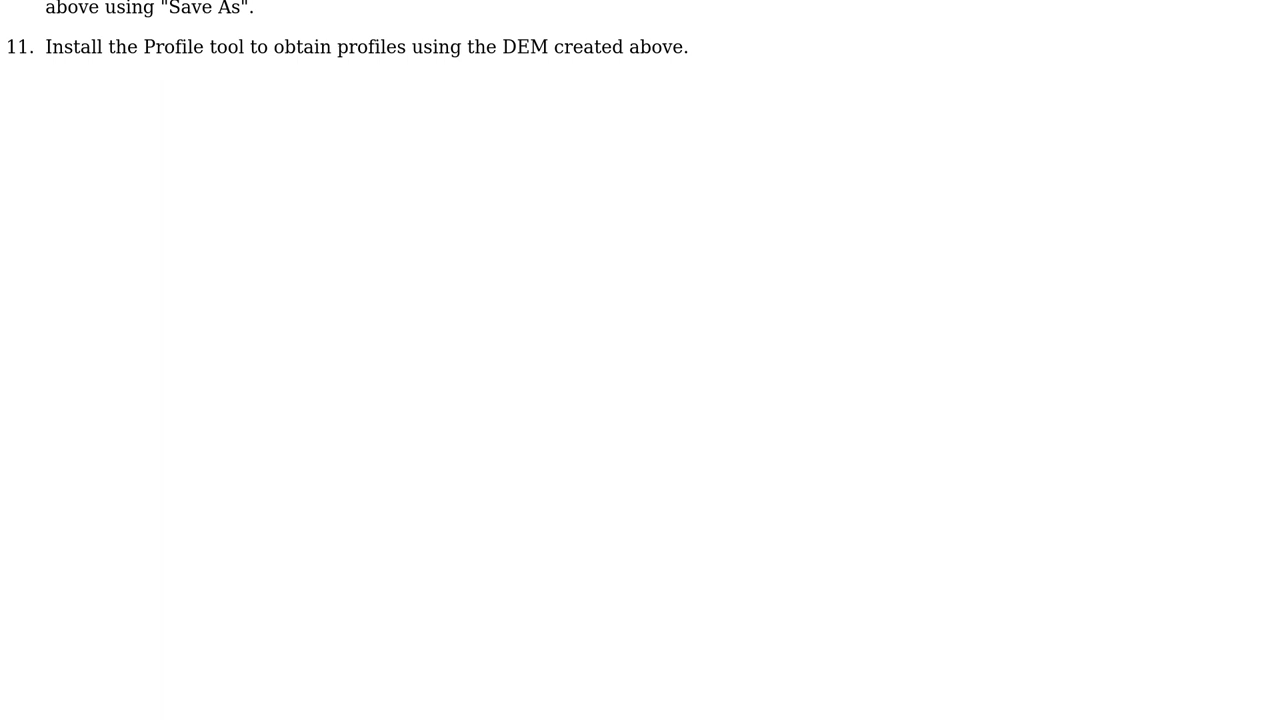 above using "Save As".
11. Install the Profile tool to obtain profiles using the DEM created above.